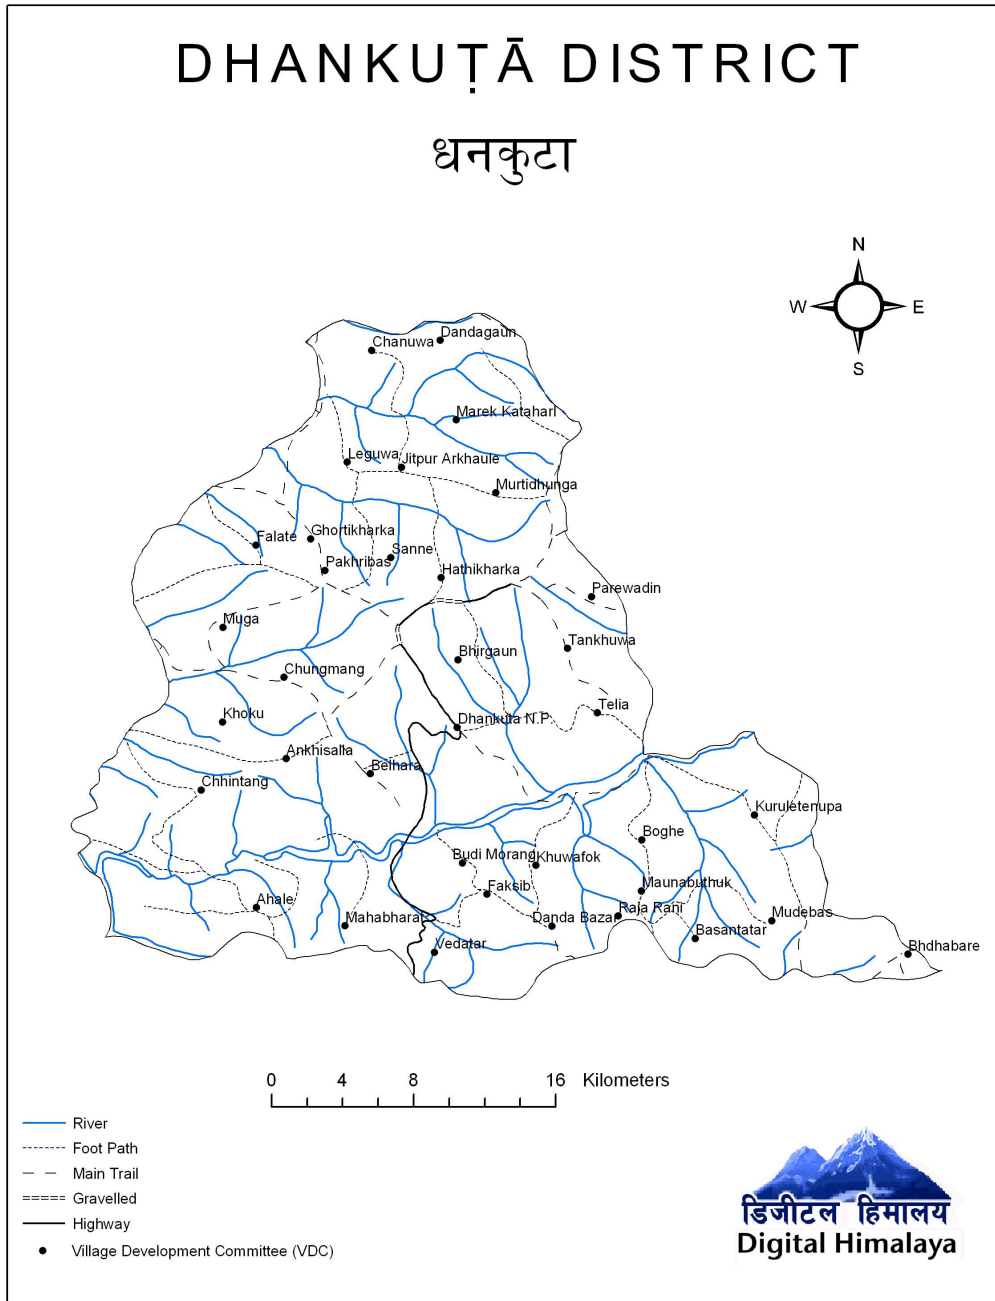 DHANKUṬĀ DISTRICT
धनकुटा
N
W E
S
Dandagaun
Chanuwa
Marek Katahari
Leguwa
Jitpur Arkhaule
Murtidhunga
Falate
Ghortikharka
Sanne
Pakhribas
Hathikharka
Parewadin
Muga
Tankhuwa
Bhirgaun
Chungmang
Khoku
Telia
Dhankuta N.P.
Ankhisalla
Belhara
Chhintang
Kuruletenupa
Boghe
Budi Morang
Khuwafok
Faksib
Maunabuthuk
Ahale
Mahabhara
Danda Bazar
Raja Rani
Mudebas
Basantatar
Vedatar
Bhdhabare
0 4 8 16 Kilometers
River
Foot Path
Main Trail
Gravelled
Highway
Village Development Committee (VDC)
डिजीटल हिमालय
Digital Himalaya